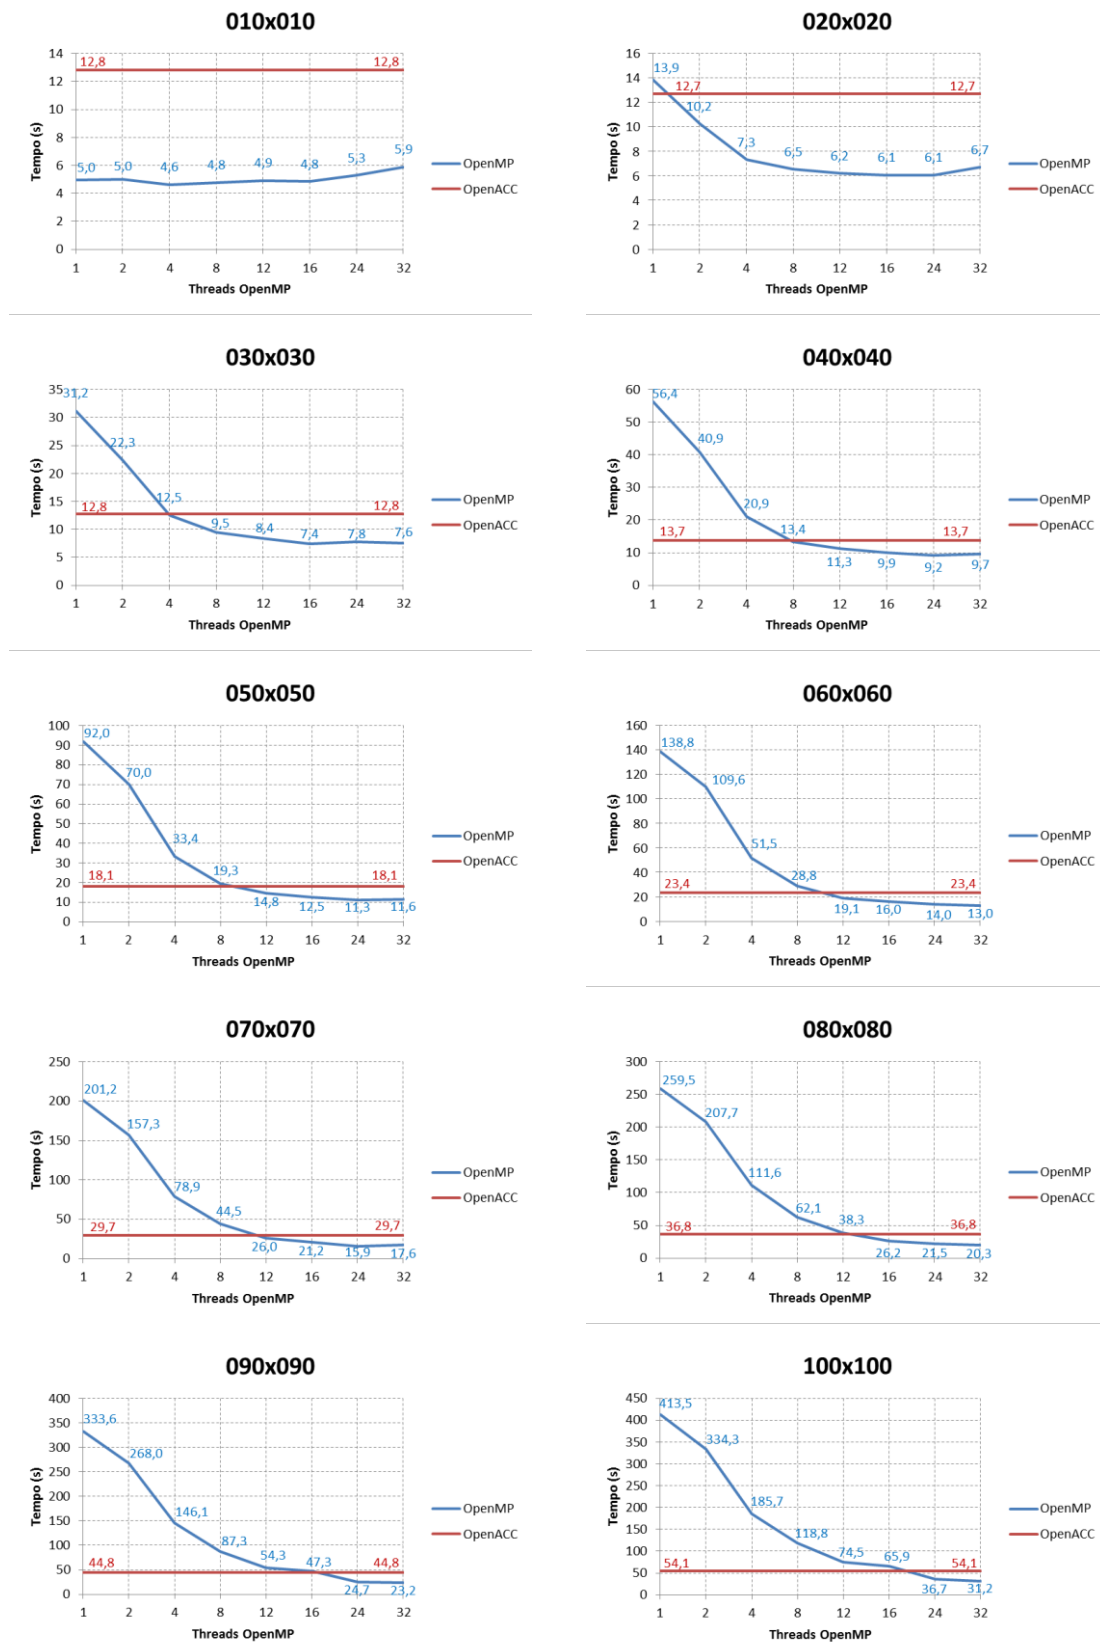 010x010
14
12
10
8
6
4
2
0
Tempo (s)
12,8 12,8
5,0 5,0 4,6 4,8 4,9 4,8 5,3 5,9
1 2 4 8 12 16 24 32
Threads OpenMP
OpenMP
OpenACC
020x020
16
14
12
10
8
6
4
2
0
Tempo (s)
13,9 10,2 7,3 6,5 6,2 6,1 6,1 6,7
12,7 12,7
1 2 4 8 12 16 24 32
Threads OpenMP
OpenMP
OpenACC
030x030
35
30
25
20
15
10
5
0
Tempo (s)
31,2 22,3 12,5 9,5 8,4 7,4 7,8 7,6
12,8 12,8
1 2 4 8 12 16 24 32
Threads OpenMP
OpenMP
OpenACC
040x040
60
50
40
30
20
10
0
Tempo (s)
56,4 40,9 20,9 13,4 11,3 9,9 9,2 9,7
13,7 13,7
1 2 4 8 12 16 24 32
Threads OpenMP
OpenMP
OpenACC
050x050
100
90
80
70
60
50
40
30
20
10
0
Tempo (s)
92,0 70,0 33,4 19,3 14,8 12,5 11,3 11,6
18,1 18,1
1 2 4 8 12 16 24 32
Threads OpenMP
OpenMP
OpenACC
060x060
160
140
120
100
80
60
40
20
0
Tempo (s)
138,8 109,6 51,5 28,8 19,1 16,0 14,0 13,0
23,4 23,4
1 2 4 8 12 16 24 32
Threads OpenMP
OpenMP
OpenACC
070x070
250
200
150
100
50
0
Tempo (s)
201,2 157,3 78,9 44,5 26,0 21,2 15,9 17,6
29,7 29,7
1 2 4 8 12 16 24 32
Threads OpenMP
OpenMP
OpenACC
080x080
300
250
200
150
100
50
0
Tempo (s)
259,5 207,7 111,6 62,1 38,3 26,2 21,5 20,3
36,8 36,8
1 2 4 8 12 16 24 32
Threads OpenMP
OpenMP
OpenACC
090x090
400
350
300
250
200
150
100
50
0
Tempo (s)
333,6 268,0 146,1 87,3 54,3 47,3 24,7 23,2
44,8 44,8
1 2 4 8 12 16 24 32
Threads OpenMP
OpenMP
OpenACC
100x100
450
400
350
300
250
200
150
100
50
0
Tempo (s)
413,5 334,3 185,7 118,8 74,5 65,9 36,7 31,2
54,1 54,1
1 2 4 8 12 16 24 32
Threads OpenMP
OpenMP
OpenACC